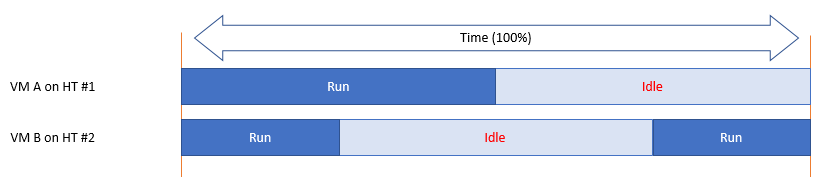 Time (100%)
VM A on HT #1 Run Idle
VM B on HT #2 Run Idle Run